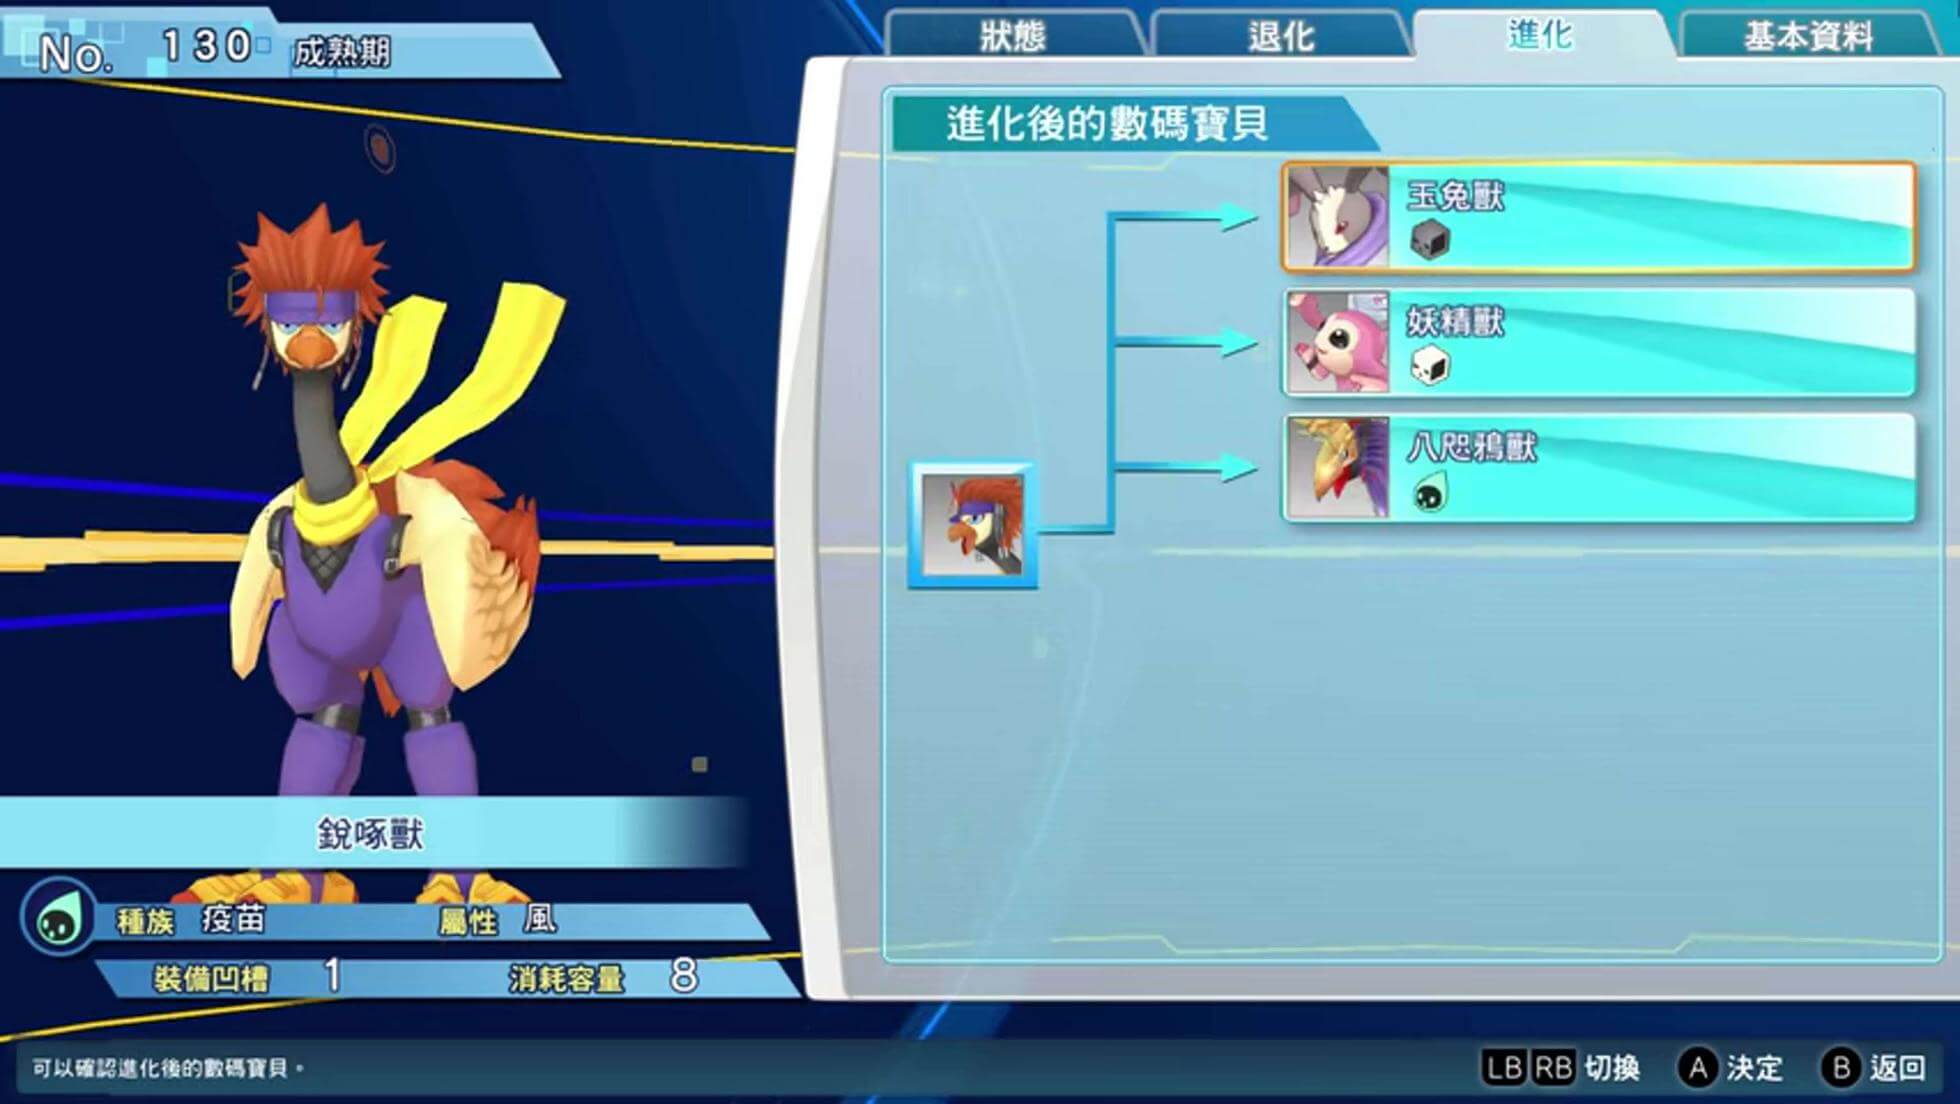 No. 130 成熟期
狀態 退化 進化 基本資料
進化後的數碼寶貝
玉兔獸
妖精獸
八咫鴉獸
銳啄獸
種族 疫苗 屬性 風
裝備凹槽 1 消耗容量 8
可以確認進化後的數碼寶貝。
LB RB 切換 A 決定 B 返回